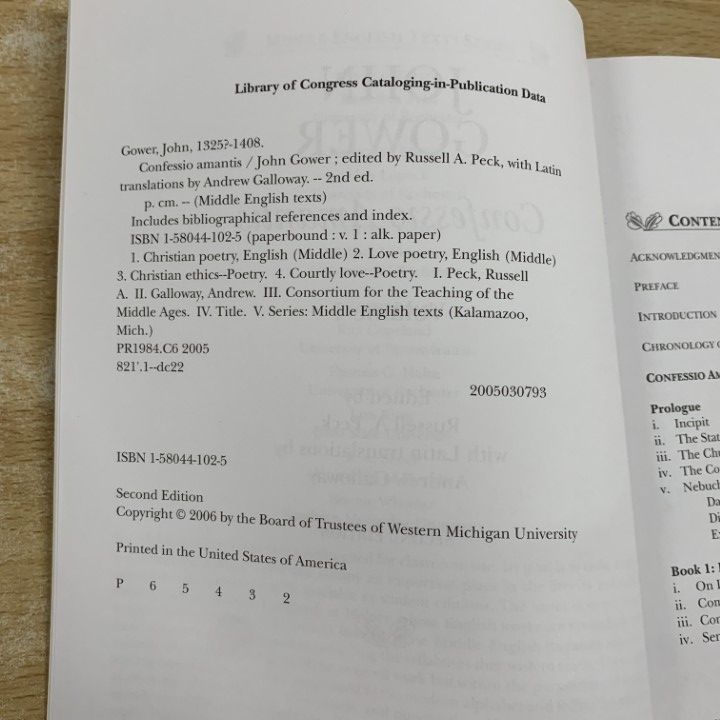 Library of Congress Cataloging-in-Publication Data
Gower, John, 1325?-1408.
Confessio amantis / John Gower ; edited by Russell A. Peck, with Latin
translations by Andrew Galloway. -- 2nd ed.
p. cm. -- (Middle English texts)
Includes bibliographical references and index.
ISBN 1-58044-102-5 (paperbound : v. 1 : alk. paper)
1. Christian poetry, English (Middle) 2. Love poetry, English (Middle)
3. Christian ethics--Poetry. 4. Courtly love--Poetry. I. Peck, Russell
A. II. Galloway, Andrew. III. Consortium for the Teaching of the
Middle Ages. IV. Title. V. Series: Middle English texts (Kalamazoo,
Mich.)
PR1984.C6 2005
821'.1--dc22
2005030793
ISBN 1-58044-102-5
Second Edition
Copyright © 2006 by the Board of Trustees of Western Michigan University
Printed in the United States of America
P 6 5 4 3 2
CONTEN
ACKNOWLEDGMEN
PREFACE
INTRODUCTION
CHRONOLOGY
CONFESSIO AM
Prologue
i. Incipit
ii. The Stat
iii. The Chu
iv. The Co
v. Nebuch
Da
Di
Ex
Book 1:
i. On L
ii. Con
iii. Con
iv. Ser